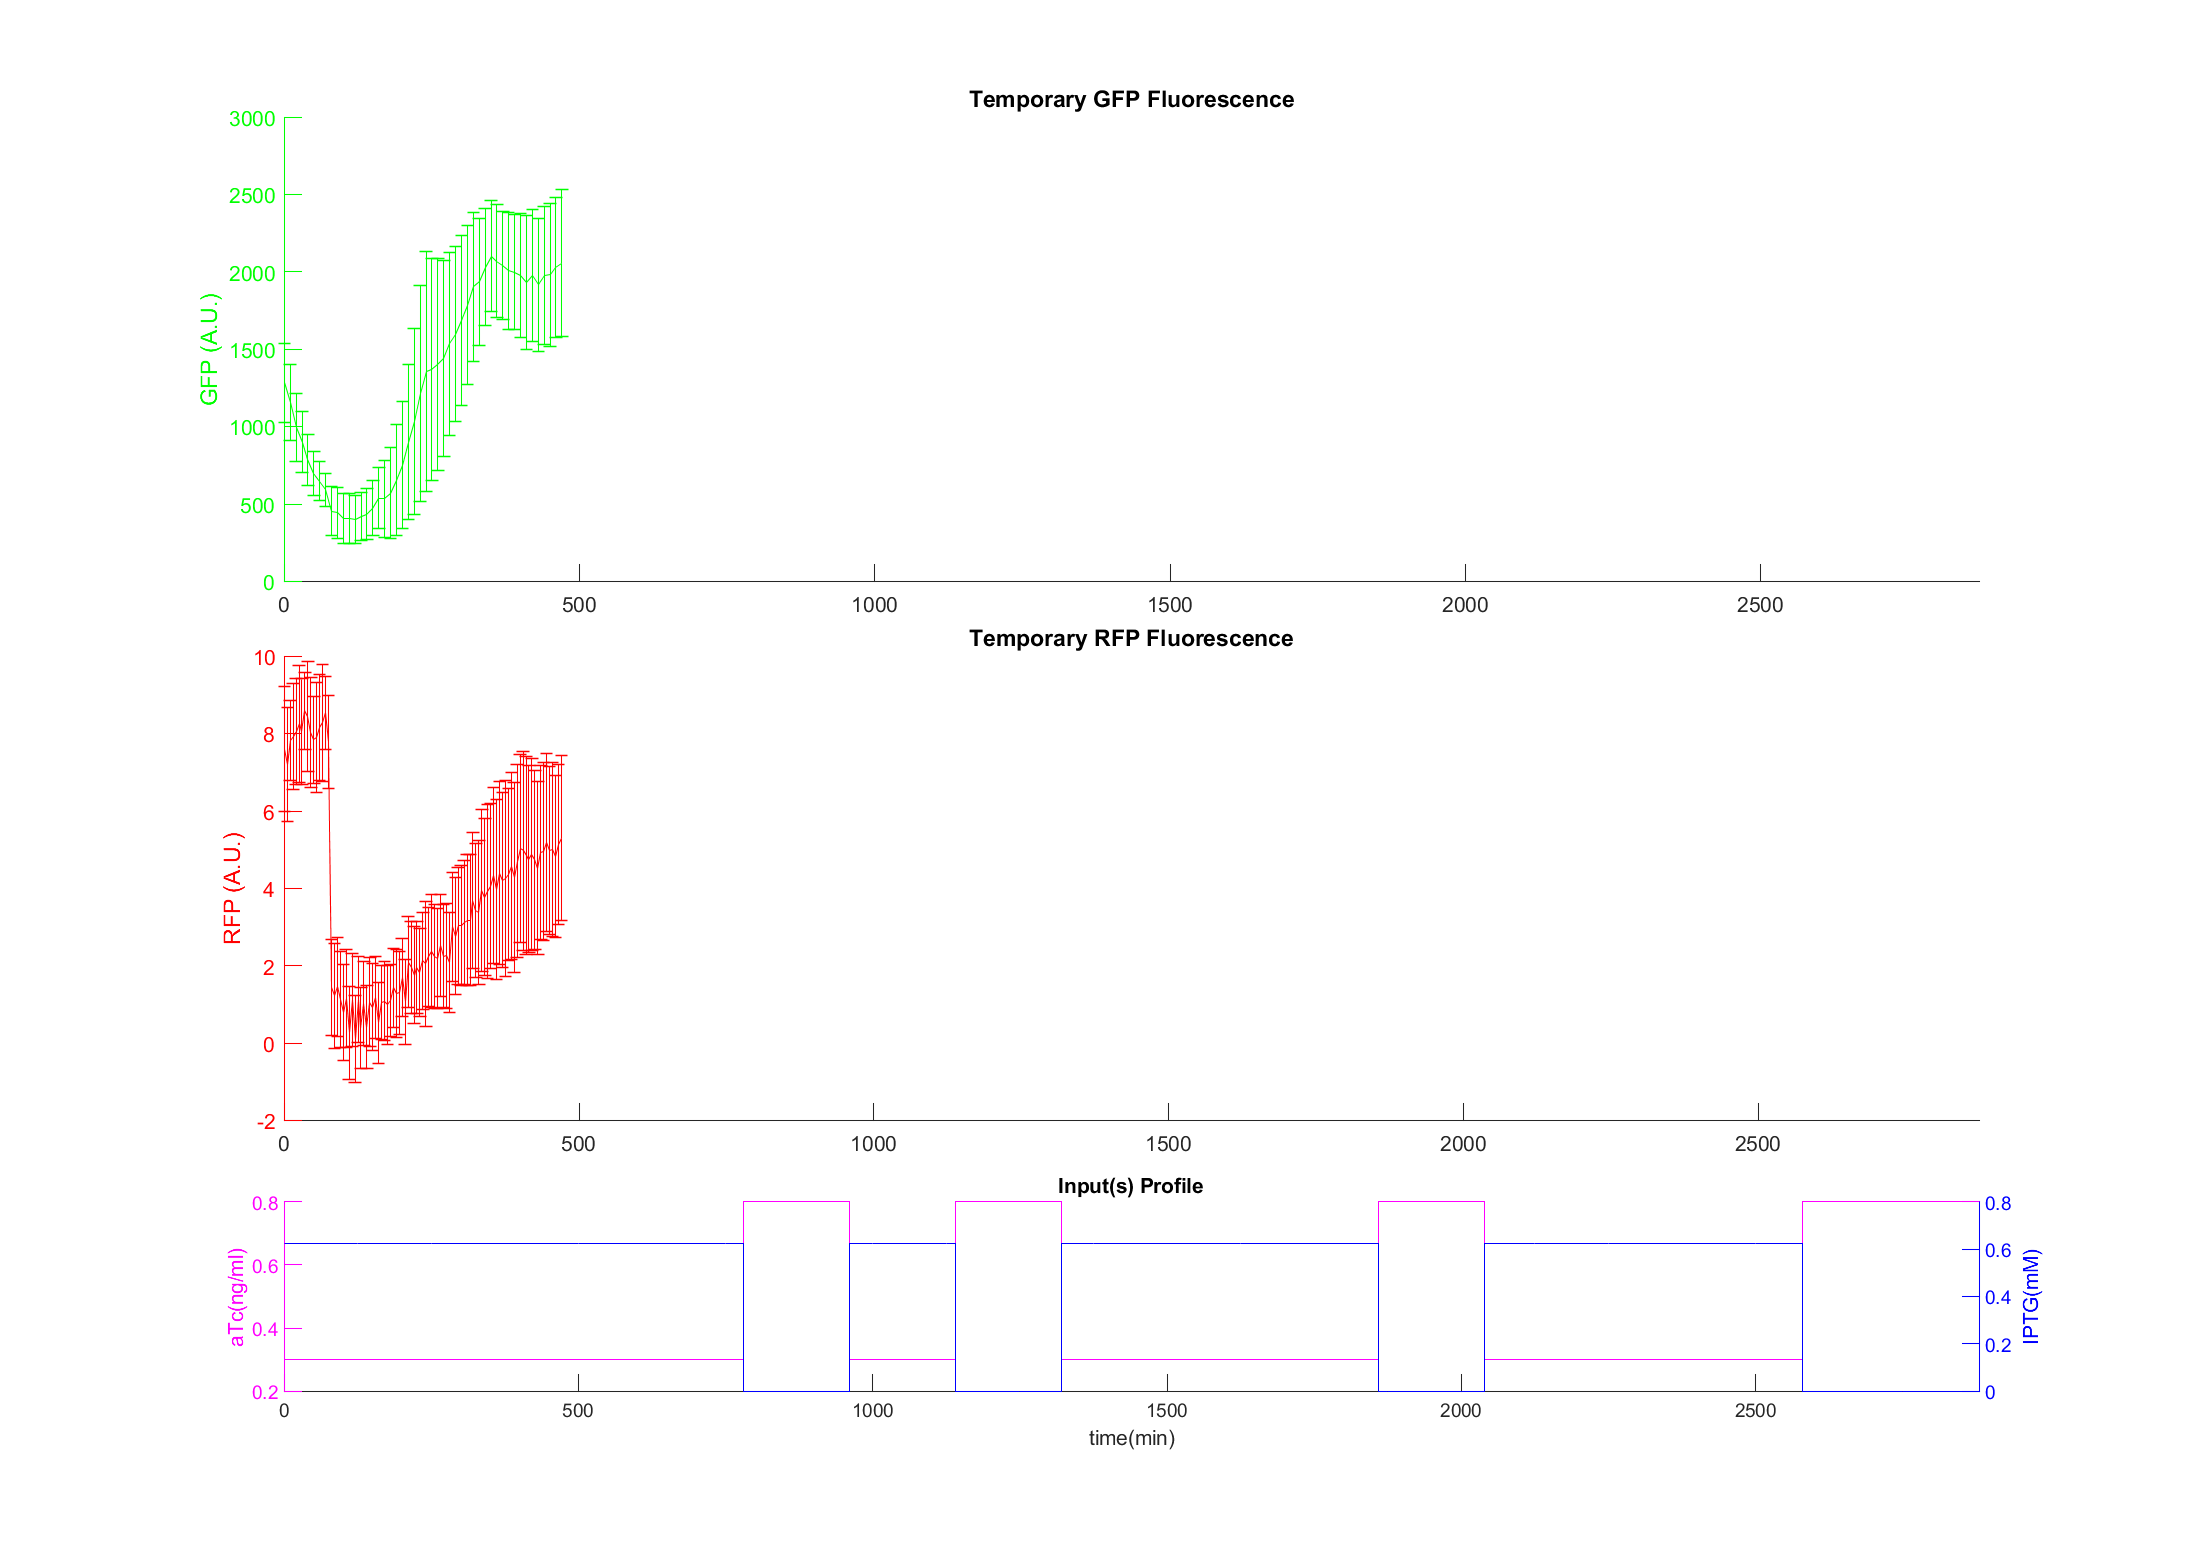 Temporary GFP Fluorescence
3000
2500
2000
1500
1000
500
0
GFP (A.U.)
0 500 1000 1500 2000 2500
Temporary RFP Fluorescence
10
8
6
4
2
0
-2
RFP (A.U.)
0 500 1000 1500 2000 2500
Input(s) Profile
0.8
0.6
0.4
0.2
aTc(ng/ml)
0.8
0.6
0.4
0.2
0
IPTG(mM)
0 500 1000 1500 2000 2500
time(min)